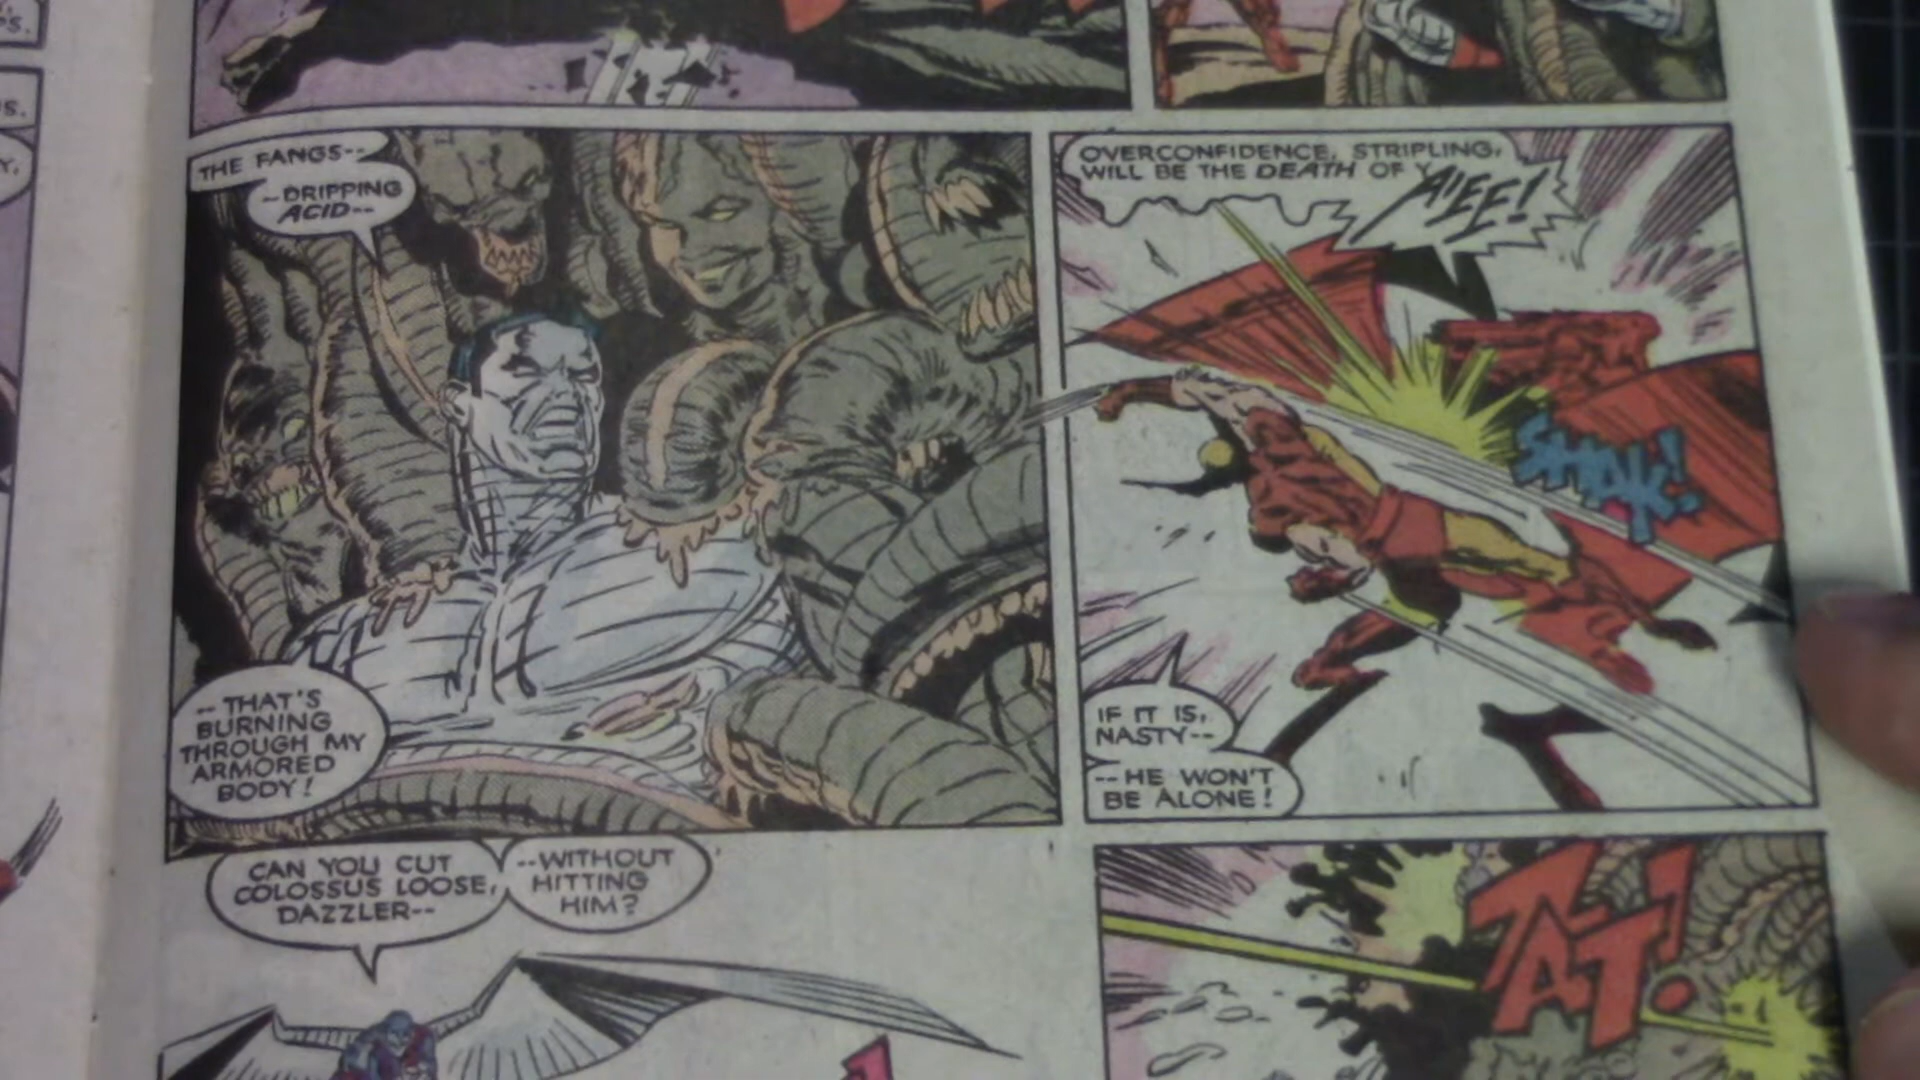 S.
US.
Y,
THE FANGS--
--DRIPPING
ACID--
--THAT'S
BURNING
THROUGH MY
ARMORED
BODY!
OVERCONFIDENCE, STRIPLING,
WILL BE THE DEATH OF Y
AIEE!
SHAK!
IF IT IS,
NASTY--
--HE WON'T
BE ALONE!
CAN YOU CUT
COLOSSUS LOOSE,
DAZZLER--
--WITHOUT
HITTING
HIM?
ZAT!